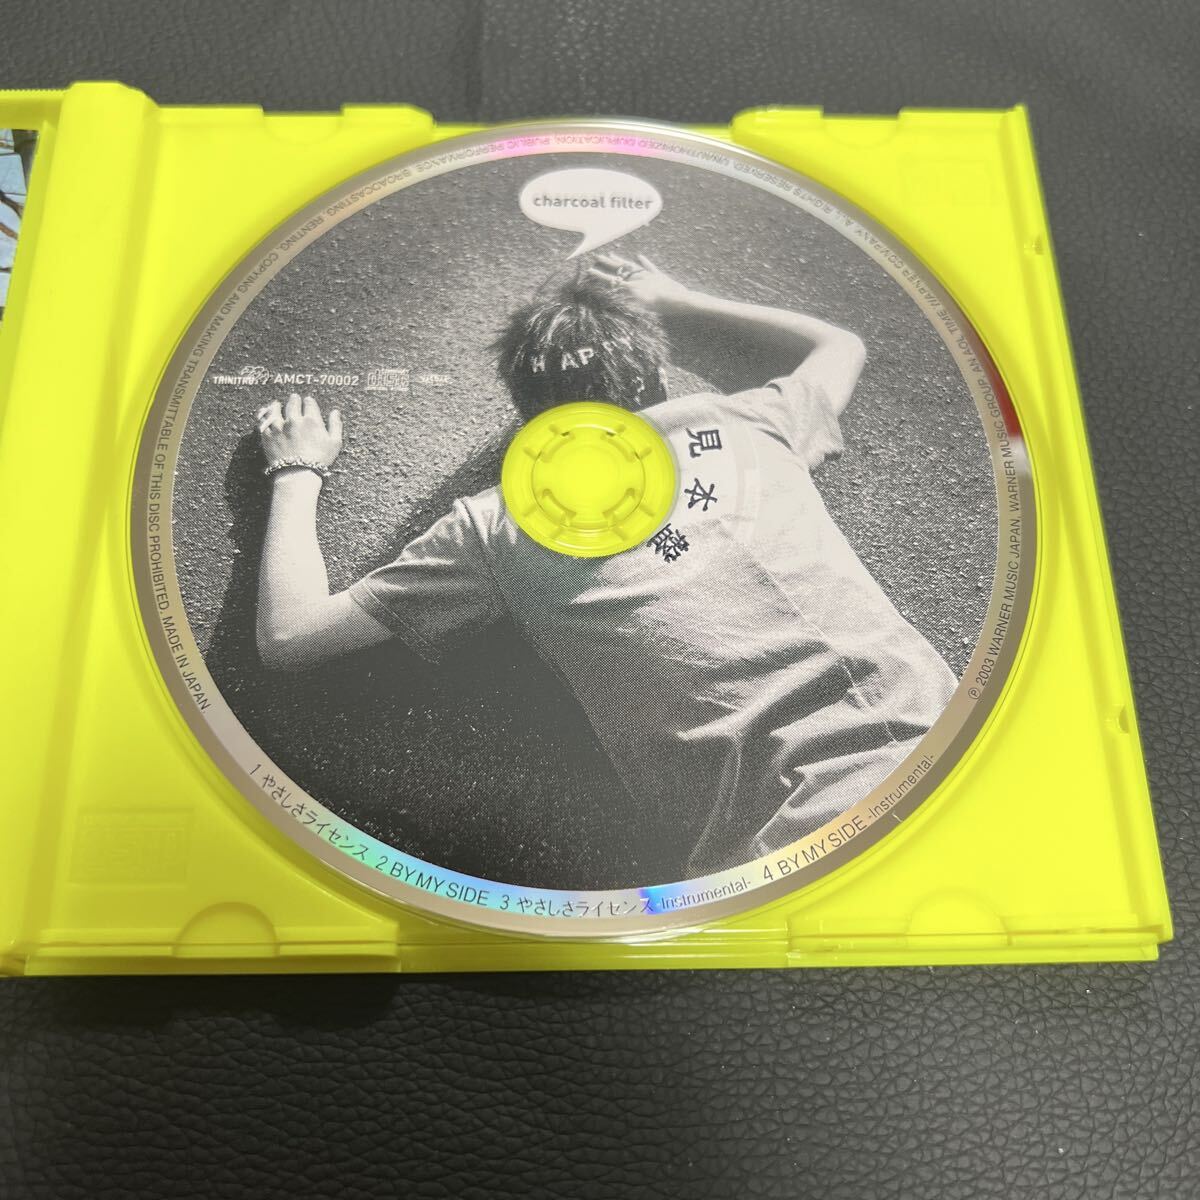 charcoal filter
HAPPY
TRINITRO AMCT-70002
見本盤
ALL RIGHTS RESERVED. UNAUTHORIZED DUPLICATION, PUBLIC PERFORMANCE, BROADCASTING, RENTING, COPYING AND MAKING TRANSMITTABLE OF THIS DISC PROHIBITED. MADE IN JAPAN.
℗ 2003 WARNER MUSIC JAPAN, WARNER MUSIC GROUP AN AOL TIME WARNER COMPANY.
1 やさしさライセンス 2 BY MY SIDE 3 やさしさライセンス -Instrumental- 4 BY MY SIDE -Instrumental-